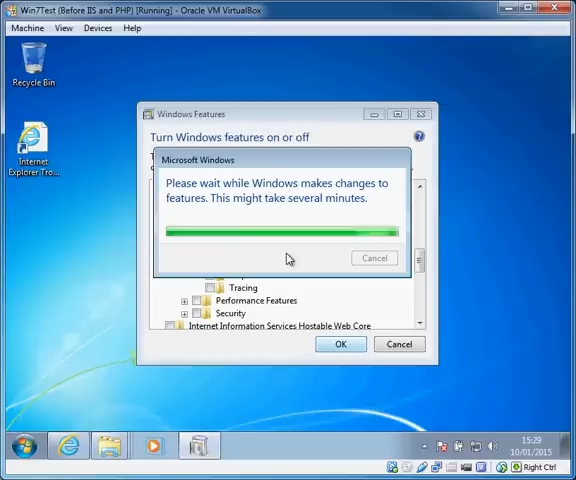 Win7Test (Before IIS and PHP) [Running] - Oracle VM VirtualBox
Machine View Devices Help
Recycle Bin
Internet
Explorer Tro...
Windows Features
Turn Windows features on or off
Microsoft Windows
Please wait while Windows makes changes to
features. This might take several minutes.
Cancel
Tracing
Performance Features
Security
Internet Information Services Hostable Web Core
OK Cancel
15:29
10/01/2015
Right Ctrl